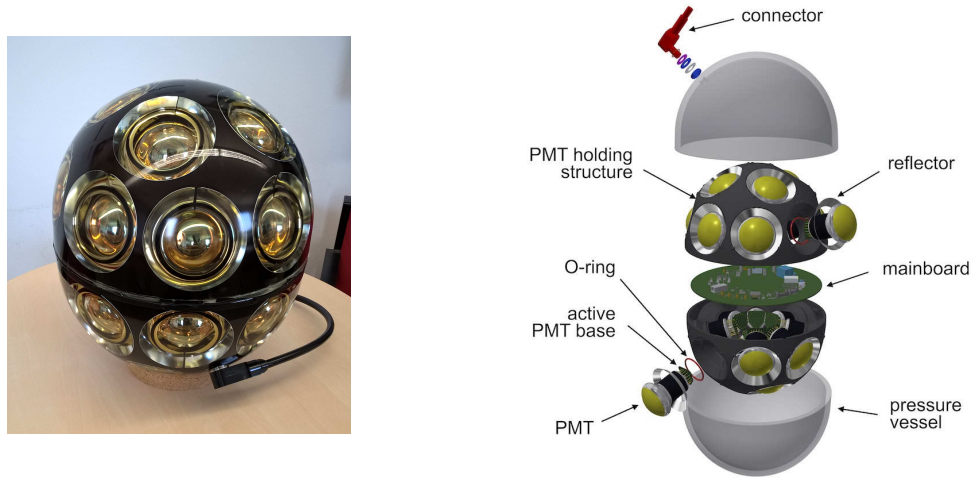 connector
PMT holding
structure
reflector
O-ring
mainboard
active
PMT base
PMT
pressure
vessel